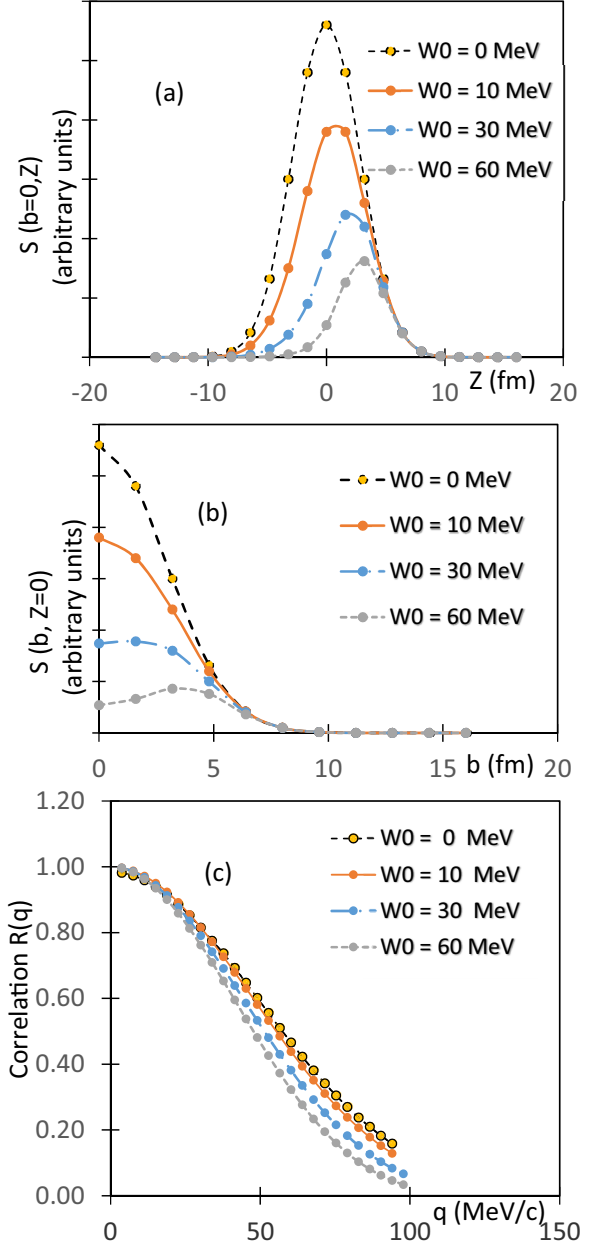 (a)
W0 = 0 MeV
W0 = 10 MeV
W0 = 30 MeV
W0 = 60 MeV
S (b=0,Z)
(arbitrary units)
-20 -10 0 10 20
Z (fm)
(b)
W0 = 0 MeV
W0 = 10 MeV
W0 = 30 MeV
W0 = 60 MeV
S (b, Z=0)
(arbitrary units)
0 5 10 15 20
b (fm)
1.20
1.00
0.80
0.60
0.40
0.20
0.00
(c)
W0 = 0 MeV
W0 = 10 MeV
W0 = 30 MeV
W0 = 60 MeV
Correlation R(q)
0 50 100 150
q (MeV/c)